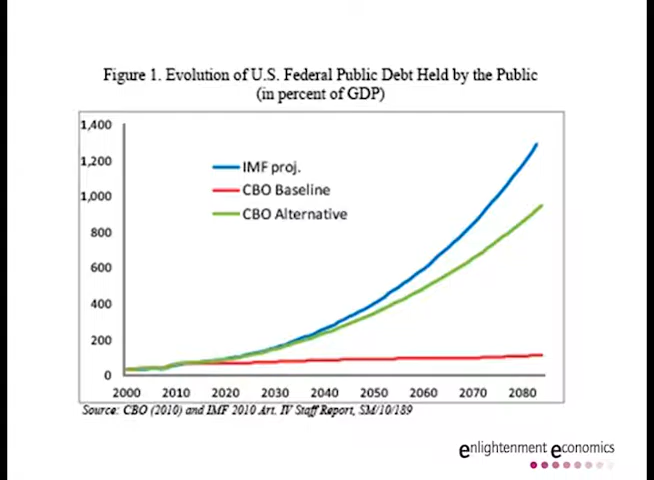 Figure 1. Evolution of U.S. Federal Public Debt Held by the Public
(in percent of GDP)
1,400
1,200
1,000
800
600
400
200
0
IMF proj.
CBO Baseline
CBO Alternative
2000 2010 2020 2030 2040 2050 2060 2070 2080
Source: CBO (2010) and IMF 2010 Art. IV Staff Report, SM/10/189
enlightenment economics